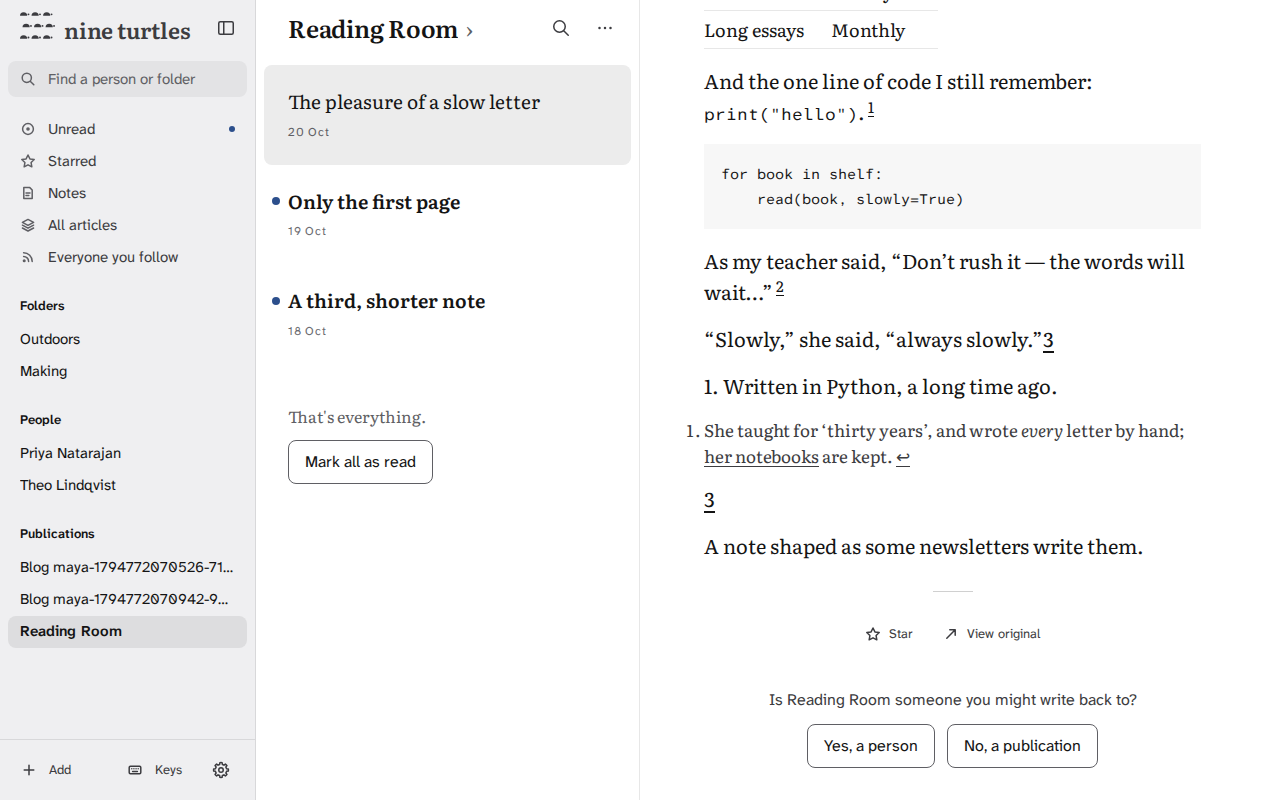 nine turtles
Find a person or folder
Unread
Starred
Notes
All articles
Everyone you follow
Folders
Outdoors
Making
People
Priya Natarajan
Theo Lindqvist
Publications
Blog maya-1794772070526-71...
Blog maya-1794772070942-9...
Reading Room
Add
Keys
Reading Room ›
The pleasure of a slow letter
20 Oct
Only the first page
19 Oct
A third, shorter note
18 Oct
That's everything.
Mark all as read
Long essays Monthly
And the one line of code I still remember:
print("hello").1
for book in shelf:
    read(book, slowly=True)
As my teacher said, “Don’t rush it — the words will
wait…” 2
“Slowly,” she said, “always slowly.”3
1. Written in Python, a long time ago.
1. She taught for ‘thirty years’, and wrote every letter by hand;
her notebooks are kept. ↩
3
A note shaped as some newsletters write them.
Star
View original
Is Reading Room someone you might write back to?
Yes, a person
No, a publication